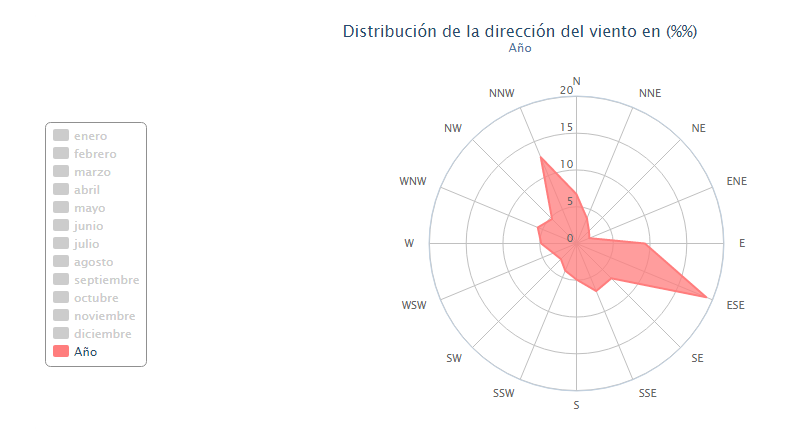 Distribución de la dirección del viento en (%%)
Año
enero
febrero
marzo
abril
mayo
junio
julio
agosto
septiembre
octubre
noviembre
diciembre
Año
N
NNE
NE
ENE
E
ESE
SE
SSE
S
SSW
SW
WSW
W
WNW
NW
NNW
20
15
10
5
0